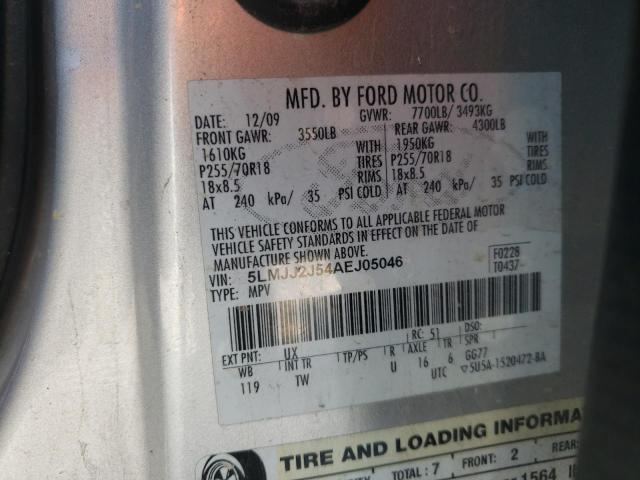 MFD. BY FORD MOTOR CO.
DATE: 12/09 GVWR: 7700LB/ 3493KG
FRONT GAWR: 3550LB REAR GAWR: 4300LB
1610KG WITH 1950KG WITH
P255/70R18 TIRES P255/70R18 TIRES
18x8.5 RIMS 18x8.5 RIMS
AT 240 kPa/ 35 PSI COLD AT 240 kPa/ 35 PSI COLD
THIS VEHICLE CONFORMS TO ALL APPLICABLE FEDERAL MOTOR
VEHICLE SAFETY STANDARDS IN EFFECT ON THE DATE OF
MANUFACTURE SHOWN ABOVE.
VIN: 5LMJJ2J54AEJ05046 F0228
TYPE: MPV T0437
EXT PNT: UX RC: 51 DSO:
WB INT TR TP/PS R AXLE TR SPR
119 TW U 16 6 GG77
UTC ▽5U5A-1520472-BA
TIRE AND LOADING INFORMA
CAPACITY TOTAL: 7 FRONT: 2 REAR:
1564